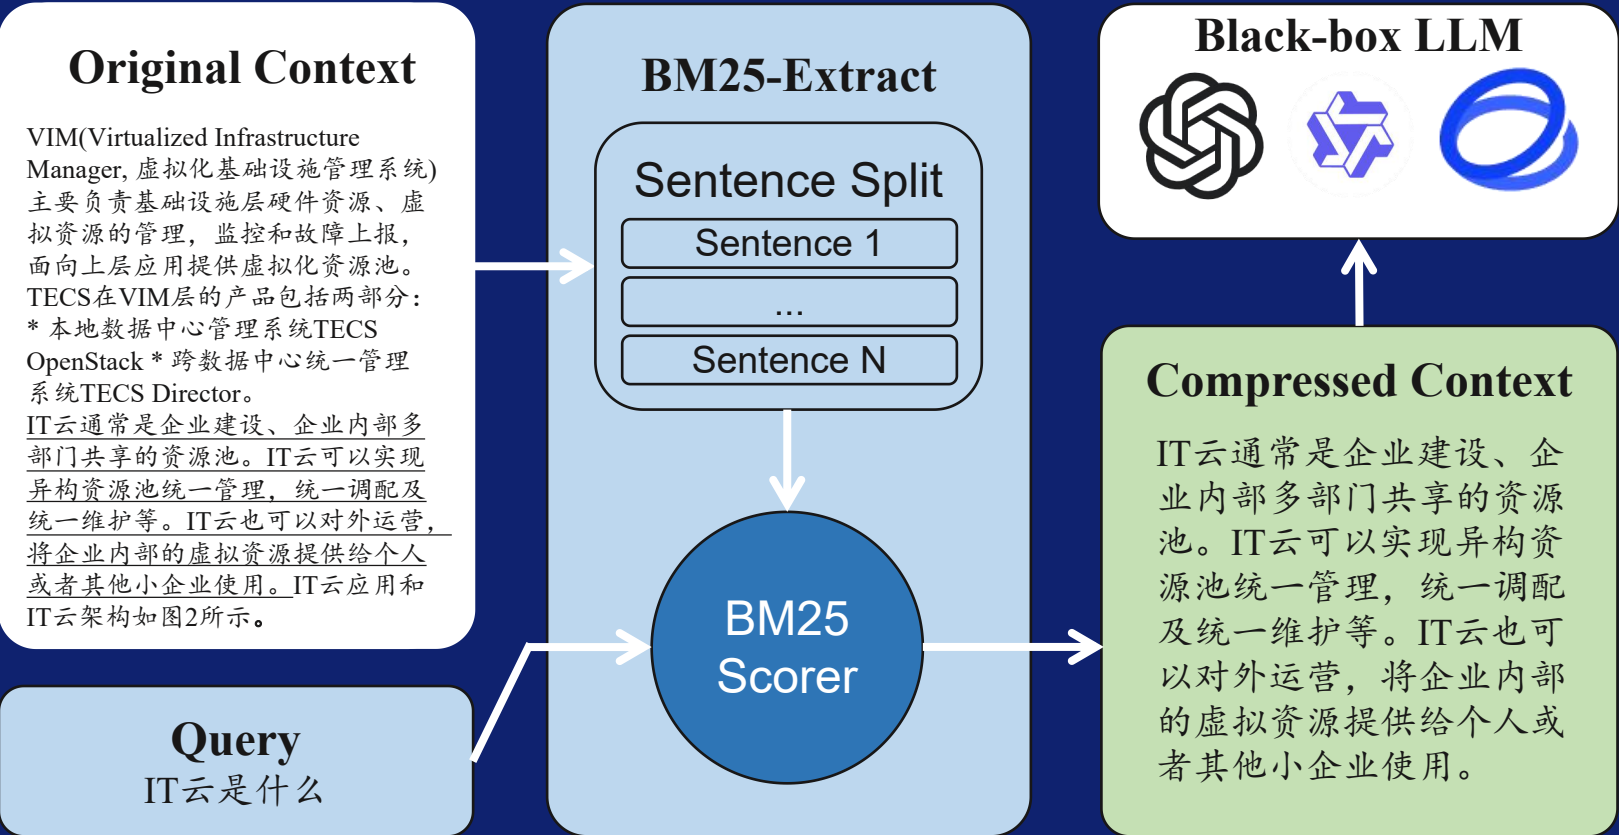 Original Context
VIM(Virtualized Infrastructure
Manager, 虚拟化基础设施管理系统)
主要负责基础设施层硬件资源、虚
拟资源的管理，监控和故障上报，
面向上层应用提供虚拟化资源池。
TECS在VIM层的产品包括两部分：
* 本地数据中心管理系统TECS
OpenStack * 跨数据中心统一管理
系统TECS Director。
IT云通常是企业建设、企业内部多
部门共享的资源池。IT云可以实现
异构资源池统一管理，统一调配及
统一维护等。IT云也可以对外运营，
将企业内部的虚拟资源提供给个人
或者其他小企业使用。IT云应用和
IT云架构如图2所示。
Query
IT云是什么
BM25-Extract
Sentence Split
Sentence 1
...
Sentence N
BM25
Scorer
Black-box LLM
Compressed Context
IT云通常是企业建设、企
业内部多部门共享的资源
池。IT云可以实现异构资
源池统一管理，统一调配
及统一维护等。IT云也可
以对外运营，将企业内部
的虚拟资源提供给个人或
者其他小企业使用。